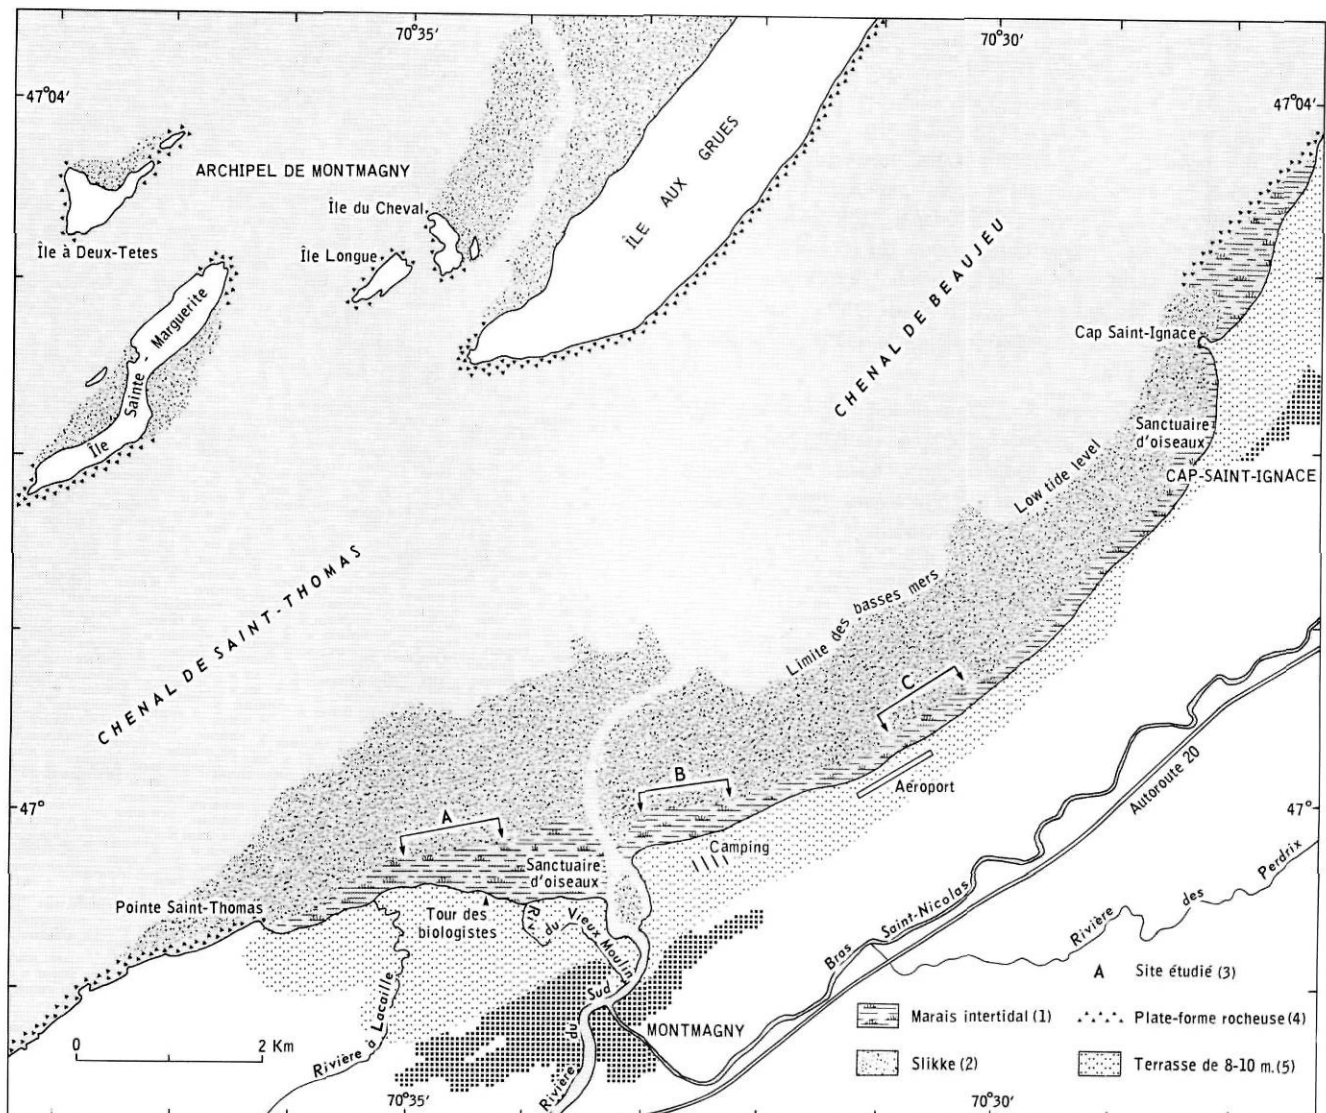 70°35'
70°30'
47°04'
47°04'
ARCHIPEL DE MONTMAGNY
Île du Cheval
Île à Deux-Tetes
Île Longue
ÎLE AUX GRUES
Île Sainte-Marguerite
CHENAL DE BEAUJEU
Cap Saint-Ignace
Sanctuaire
d'oiseaux
CAP-SAINT-IGNACE
Low tide level
CHENAL DE SAINT-THOMAS
Limite des basses mers
C
B
A
47°
47°
Aéroport
Autoroute 20
Camping
Sanctuaire
d'oiseaux
Pointe Saint-Thomas
Tour des
biologistes
Riv du Vieux Moulin
Bras Saint-Nicolas
Rivière des Perdrix
Rivière à Lacaille
Rivière du Sud
MONTMAGNY
A Site étudié (3)
Marais intertidal (1)
Plate-forme rocheuse (4)
Slikke (2)
Terrasse de 8-10 m. (5)
0 2 Km
70°35'
70°30'